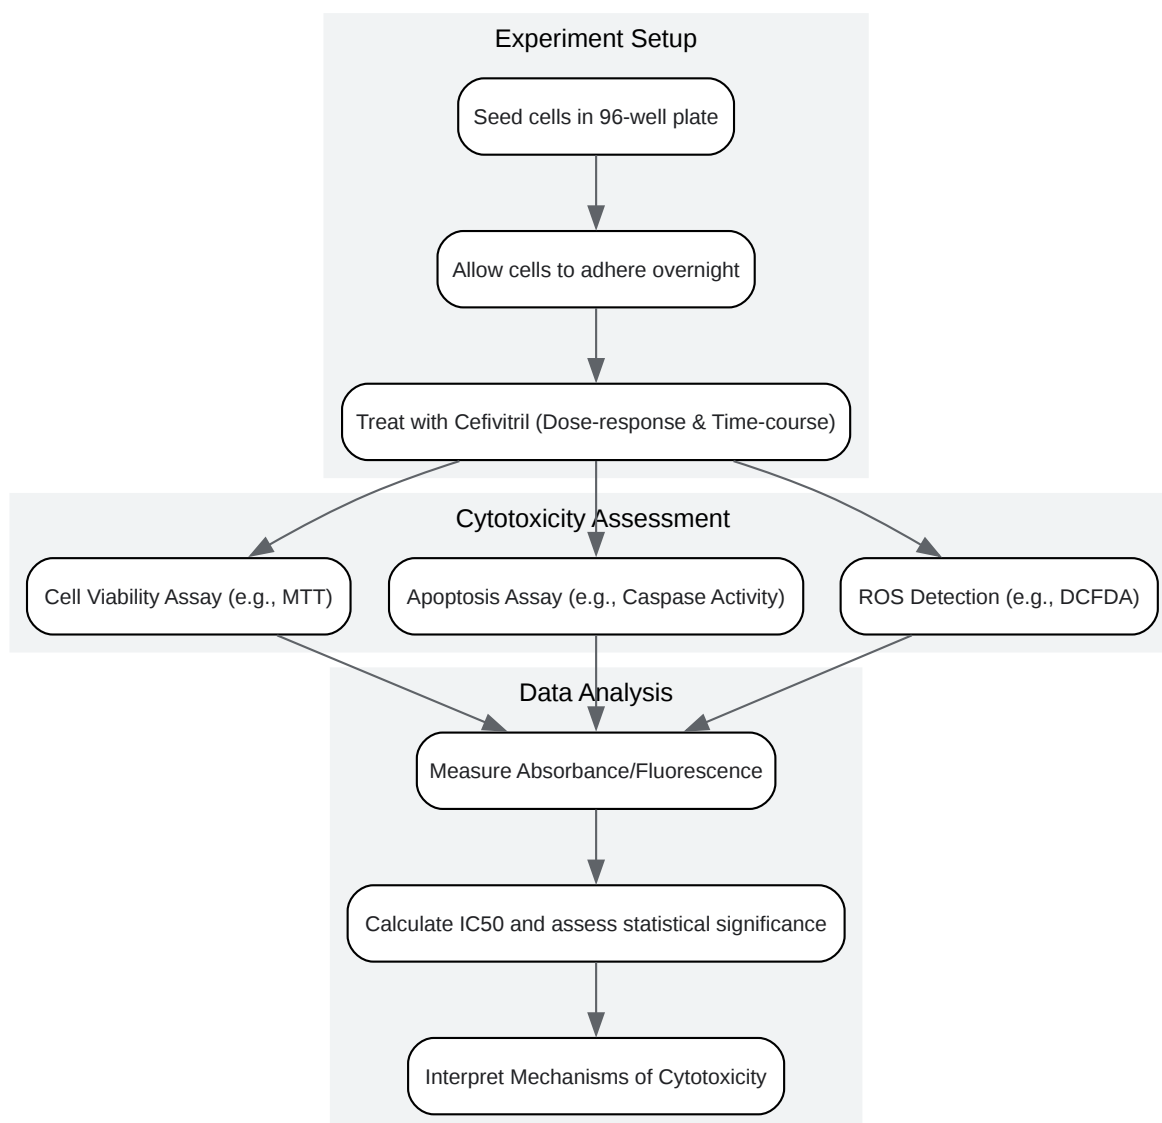 Experiment Setup
Seed cells in 96-well plate
Allow cells to adhere overnight
Treat with Cefivitril (Dose-response & Time-course)
Cytotoxicity Assessment
Cell Viability Assay (e.g., MTT)
Apoptosis Assay (e.g., Caspase Activity)
ROS Detection (e.g., DCFDA)
Data Analysis
Measure Absorbance/Fluorescence
Calculate IC50 and assess statistical significance
Interpret Mechanisms of Cytotoxicity